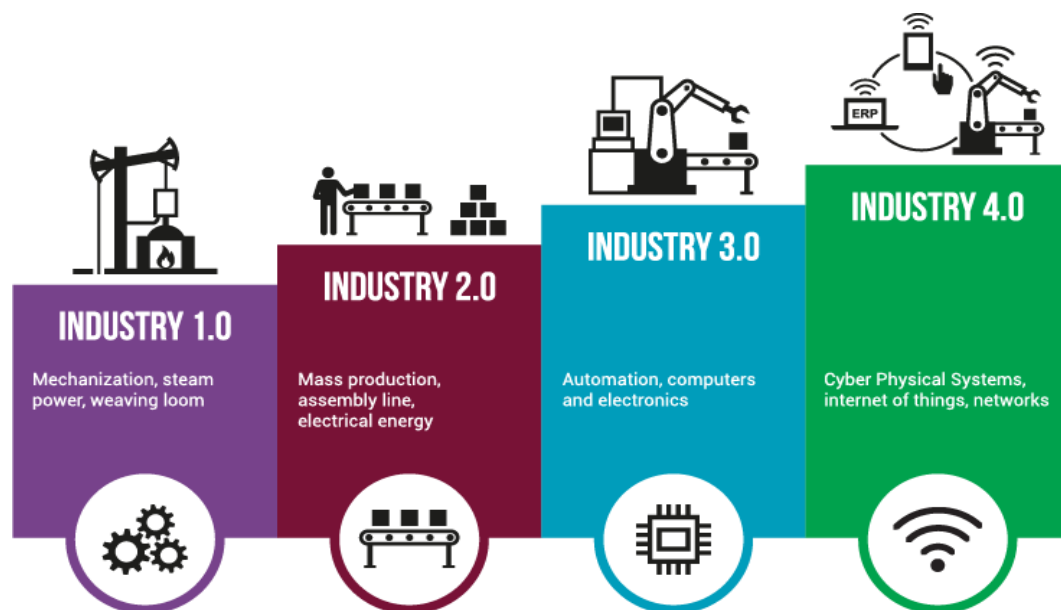 ERP
INDUSTRY 1.0
Mechanization, steam
power, weaving loom
INDUSTRY 2.0
Mass production,
assembly line,
electrical energy
INDUSTRY 3.0
Automation, computers
and electronics
INDUSTRY 4.0
Cyber Physical Systems,
internet of things, networks